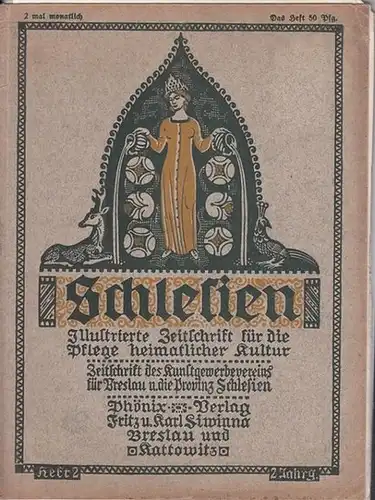 2 mal monatlich
Das Heft 50 Pfg.
Schlesien
Illustrierte Zeitschrift für die
Pflege heimatlicher Kultur
Zeitschrift des Kunstgewerbevereins
für Breslau u. die Provinz Schlesien
Phönix Verlag
Fritz u. Karl Siwinna
Breslau und
Kattowitz
Heft 2
2. Jahrg.